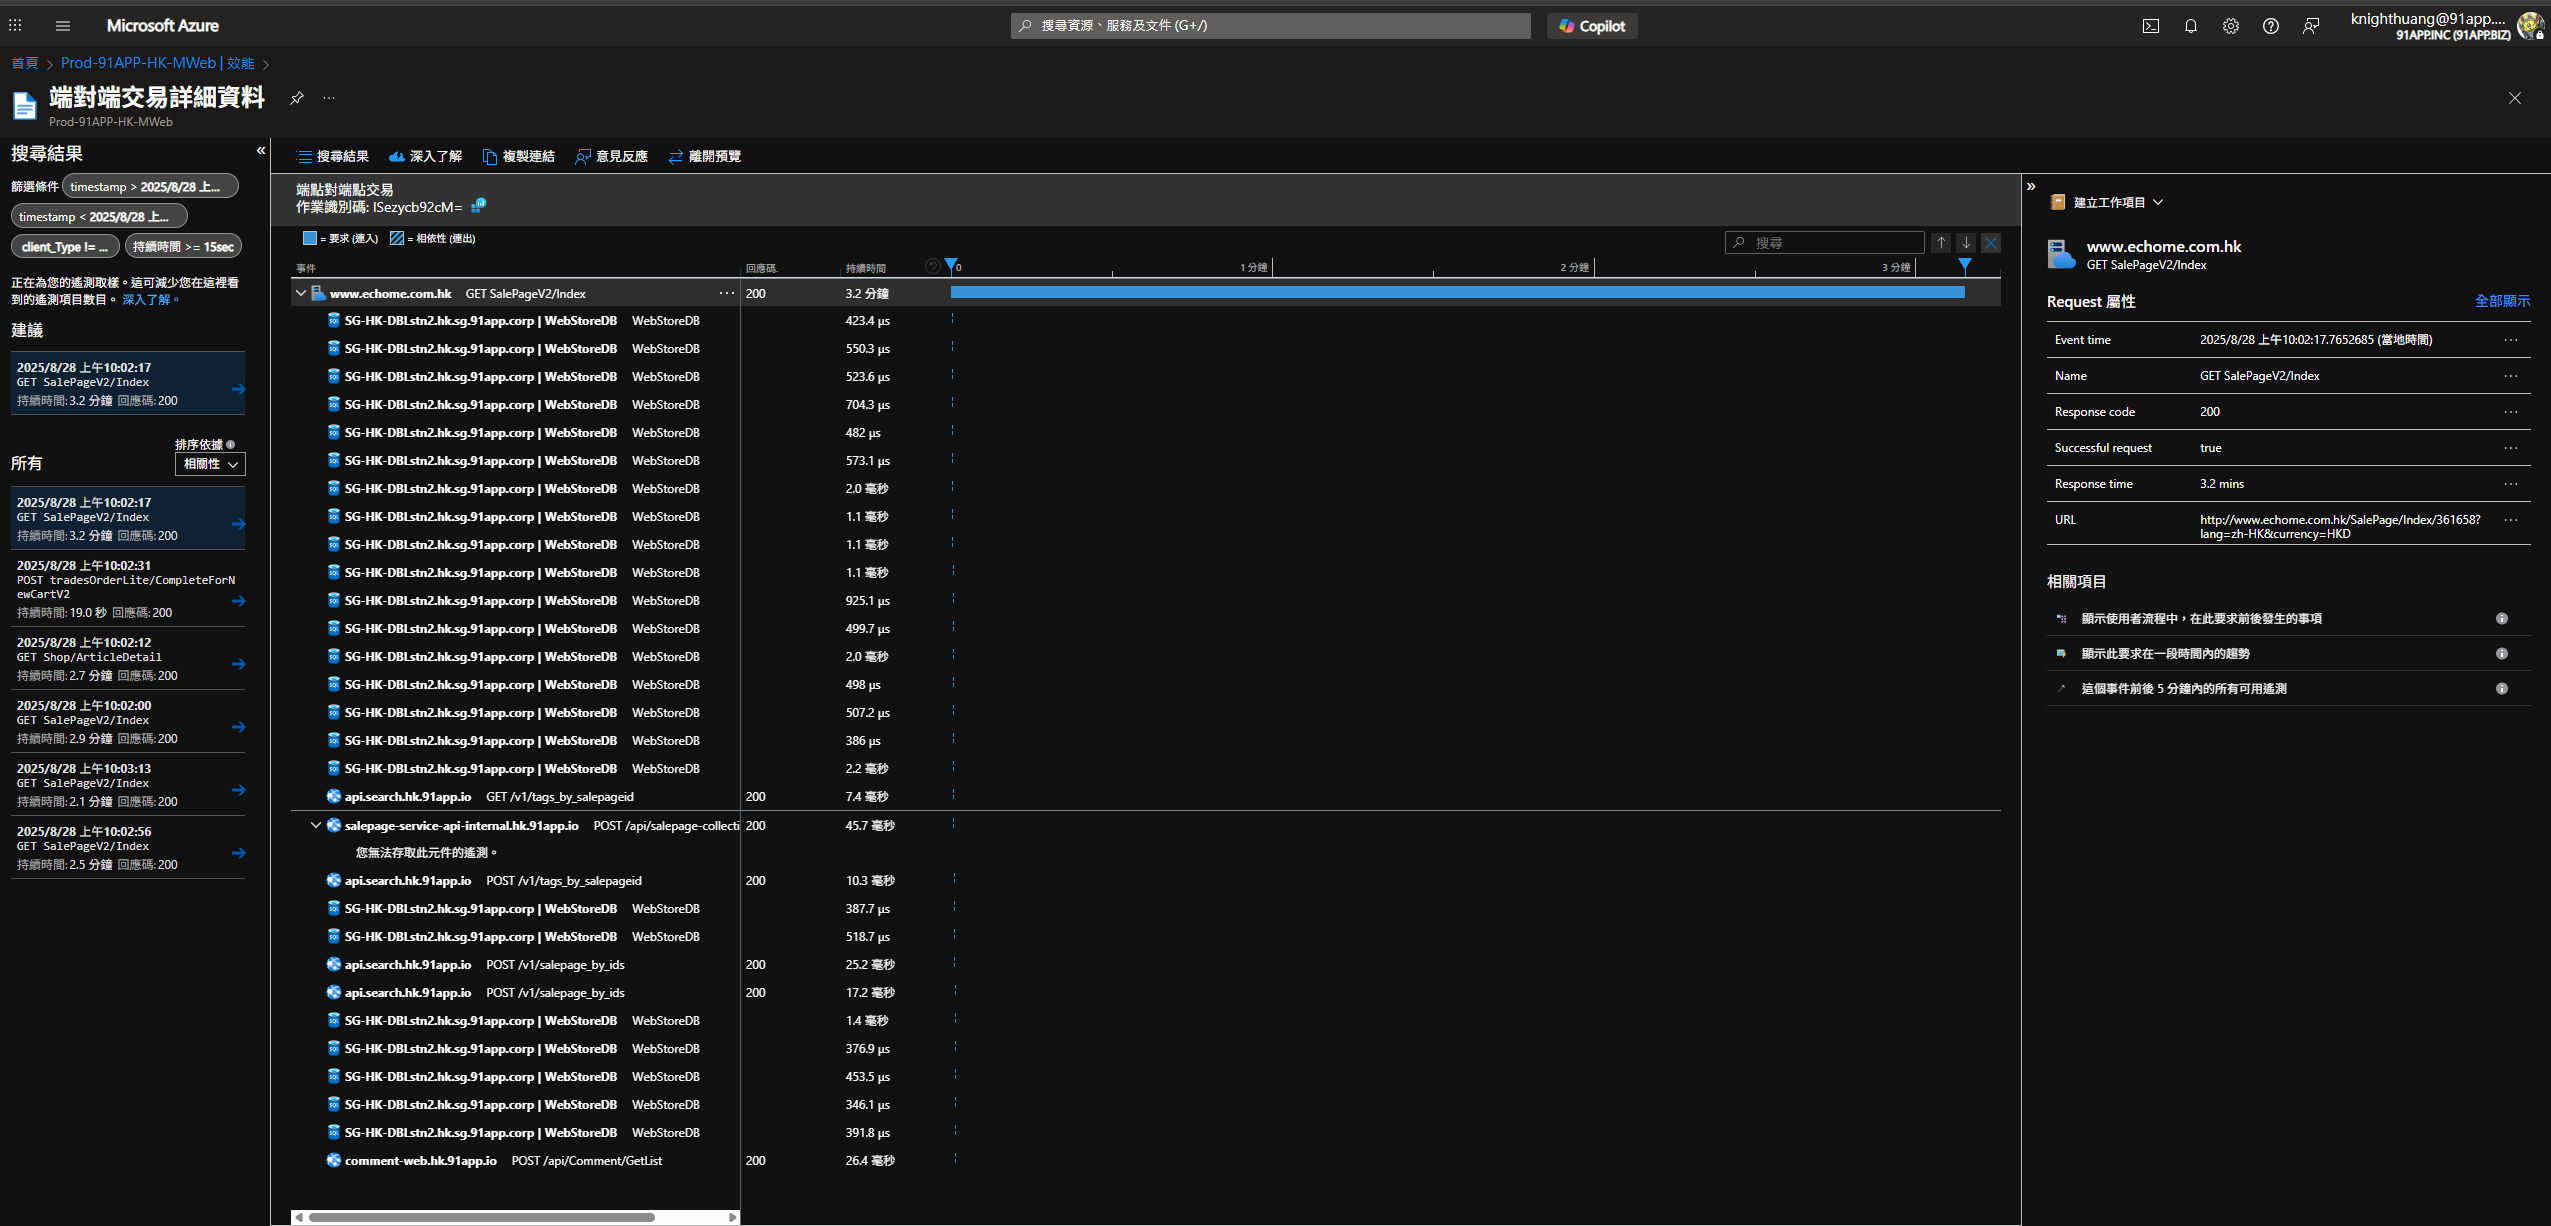 Microsoft Azure
搜尋資源、服務及文件 (G+/)
Copilot
knighthuang@91app....
91APP.INC (91APP.BIZ)
首頁 > Prod-91APP-HK-MWeb | 效能 >
端對端交易詳細資料
...
Prod-91APP-HK-MWeb
搜尋結果
«
篩選條件 timestamp > 2025/8/28 上...
timestamp < 2025/8/28 上...
client_Type != ... 持續時間 >= 15sec
正在為您的遙測取樣。這可減少您在這裡看
到的遙測項目數目。 深入了解。
建議
2025/8/28 上午10:02:17
GET SalePageV2/Index
持續時間: 3.2 分鐘 回應碼: 200
排序依據
所有
相關性
2025/8/28 上午10:02:17
GET SalePageV2/Index
持續時間: 3.2 分鐘 回應碼: 200
2025/8/28 上午10:02:31
POST tradesOrderLite/CompleteForN
ewCartV2
持續時間: 19.0 秒 回應碼: 200
2025/8/28 上午10:02:12
GET Shop/ArticleDetail
持續時間: 2.7 分鐘 回應碼: 200
2025/8/28 上午10:02:00
GET SalePageV2/Index
持續時間: 2.9 分鐘 回應碼: 200
2025/8/28 上午10:03:13
GET SalePageV2/Index
持續時間: 2.1 分鐘 回應碼: 200
2025/8/28 上午10:02:56
GET SalePageV2/Index
持續時間: 2.5 分鐘 回應碼: 200
搜尋結果 深入了解 複製連結 意見反應 離開預覽
端點對端點交易
作業識別碼: ISezycb92cM=
= 要求 (連入) = 相依性 (連出)
搜尋
事件 回應碼. 持續時間 0 1 分鐘 2 分鐘 3 分鐘
www.echome.com.hk GET SalePageV2/Index ... 200 3.2 分鐘
SG-HK-DBLstn2.hk.sg.91app.corp | WebStoreDB WebStoreDB 423.4 µs
SG-HK-DBLstn2.hk.sg.91app.corp | WebStoreDB WebStoreDB 550.3 µs
SG-HK-DBLstn2.hk.sg.91app.corp | WebStoreDB WebStoreDB 523.6 µs
SG-HK-DBLstn2.hk.sg.91app.corp | WebStoreDB WebStoreDB 704.3 µs
SG-HK-DBLstn2.hk.sg.91app.corp | WebStoreDB WebStoreDB 482 µs
SG-HK-DBLstn2.hk.sg.91app.corp | WebStoreDB WebStoreDB 573.1 µs
SG-HK-DBLstn2.hk.sg.91app.corp | WebStoreDB WebStoreDB 2.0 毫秒
SG-HK-DBLstn2.hk.sg.91app.corp | WebStoreDB WebStoreDB 1.1 毫秒
SG-HK-DBLstn2.hk.sg.91app.corp | WebStoreDB WebStoreDB 1.1 毫秒
SG-HK-DBLstn2.hk.sg.91app.corp | WebStoreDB WebStoreDB 1.1 毫秒
SG-HK-DBLstn2.hk.sg.91app.corp | WebStoreDB WebStoreDB 925.1 µs
SG-HK-DBLstn2.hk.sg.91app.corp | WebStoreDB WebStoreDB 499.7 µs
SG-HK-DBLstn2.hk.sg.91app.corp | WebStoreDB WebStoreDB 2.0 毫秒
SG-HK-DBLstn2.hk.sg.91app.corp | WebStoreDB WebStoreDB 498 µs
SG-HK-DBLstn2.hk.sg.91app.corp | WebStoreDB WebStoreDB 507.2 µs
SG-HK-DBLstn2.hk.sg.91app.corp | WebStoreDB WebStoreDB 386 µs
SG-HK-DBLstn2.hk.sg.91app.corp | WebStoreDB WebStoreDB 2.2 毫秒
api.search.hk.91app.io GET /v1/tags_by_salepageid 200 7.4 毫秒
salepage-service-api-internal.hk.91app.io POST /api/salepage-collecti 200 45.7 毫秒
您無法存取此元件的遙測。
api.search.hk.91app.io POST /v1/tags_by_salepageid 200 10.3 毫秒
SG-HK-DBLstn2.hk.sg.91app.corp | WebStoreDB WebStoreDB 387.7 µs
SG-HK-DBLstn2.hk.sg.91app.corp | WebStoreDB WebStoreDB 518.7 µs
api.search.hk.91app.io POST /v1/salepage_by_ids 200 25.2 毫秒
api.search.hk.91app.io POST /v1/salepage_by_ids 200 17.2 毫秒
SG-HK-DBLstn2.hk.sg.91app.corp | WebStoreDB WebStoreDB 1.4 毫秒
SG-HK-DBLstn2.hk.sg.91app.corp | WebStoreDB WebStoreDB 376.9 µs
SG-HK-DBLstn2.hk.sg.91app.corp | WebStoreDB WebStoreDB 453.5 µs
SG-HK-DBLstn2.hk.sg.91app.corp | WebStoreDB WebStoreDB 346.1 µs
SG-HK-DBLstn2.hk.sg.91app.corp | WebStoreDB WebStoreDB 391.8 µs
comment-web.hk.91app.io POST /api/Comment/GetList 200 26.4 毫秒
»
建立工作項目
www.echome.com.hk
GET SalePageV2/Index
Request 屬性 全部顯示
Event time 2025/8/28 上午10:02:17.7652685 (當地時間) ...
Name GET SalePageV2/Index ...
Response code 200 ...
Successful request true ...
Response time 3.2 mins ...
URL http://www.echome.com.hk/SalePage/Index/361658? ...
lang=zh-HK&currency=HKD
相關項目
顯示使用者流程中，在此要求前後發生的事項
顯示此要求在一段時間內的趨勢
這個事件前後 5 分鐘內的所有可用遙測